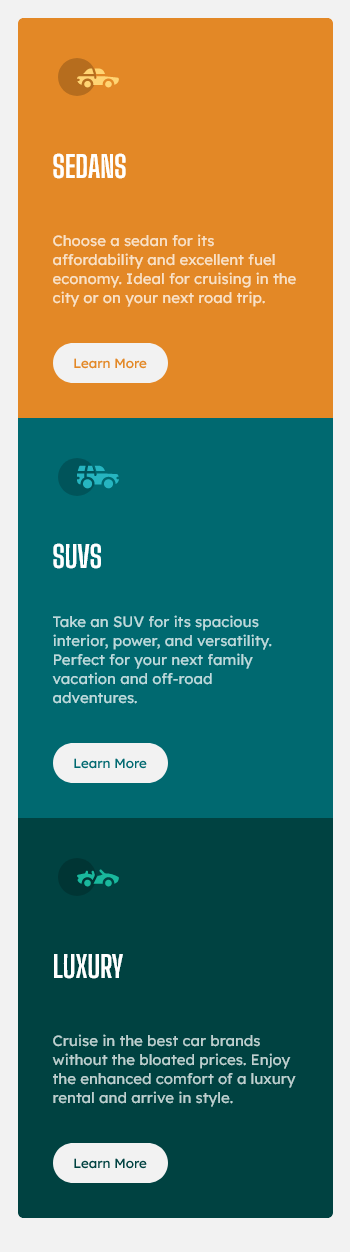 SEDANS
Choose a sedan for its
affordability and excellent fuel
economy. Ideal for cruising in the
city or on your next road trip.
Learn More
SUVS
Take an SUV for its spacious
interior, power, and versatility.
Perfect for your next family
vacation and off-road
adventures.
Learn More
LUXURY
Cruise in the best car brands
without the bloated prices. Enjoy
the enhanced comfort of a luxury
rental and arrive in style.
Learn More